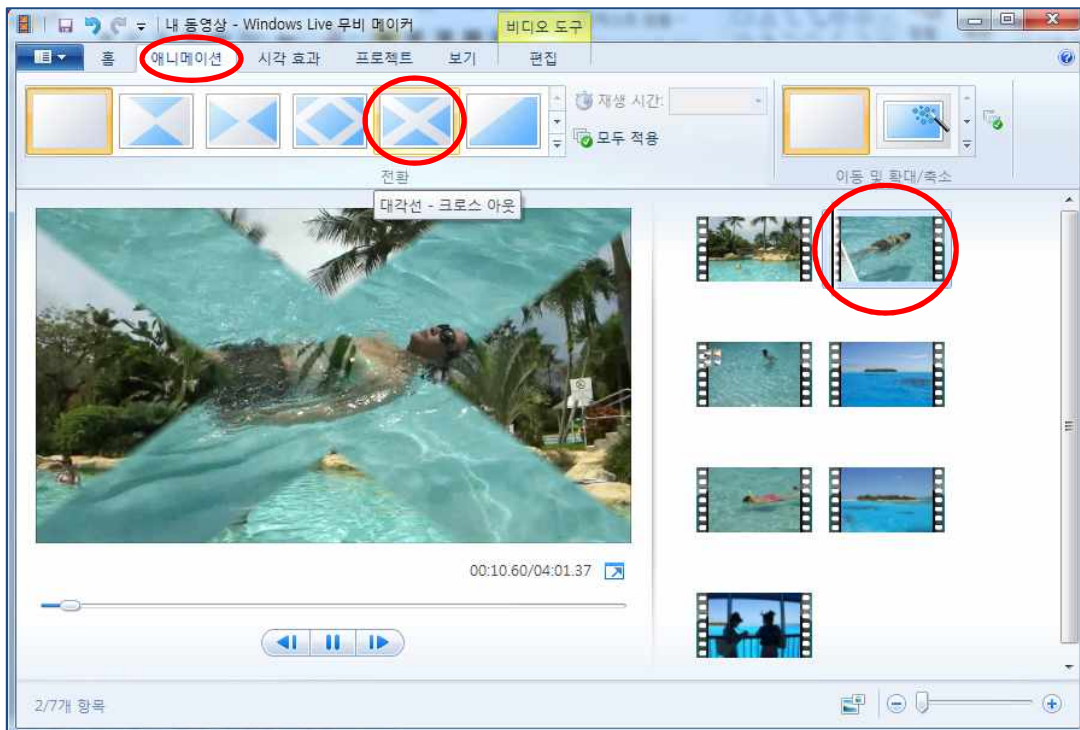 내 동영상 - Windows Live 무비 메이커
비디오 도구
홈 애니메이션 시각 효과 프로젝트 보기 편집
재생 시간:
모두 적용
전환
이동 및 확대/축소
대각선 - 크로스 아웃
00:10.60/04:01.37
2/7개 항목